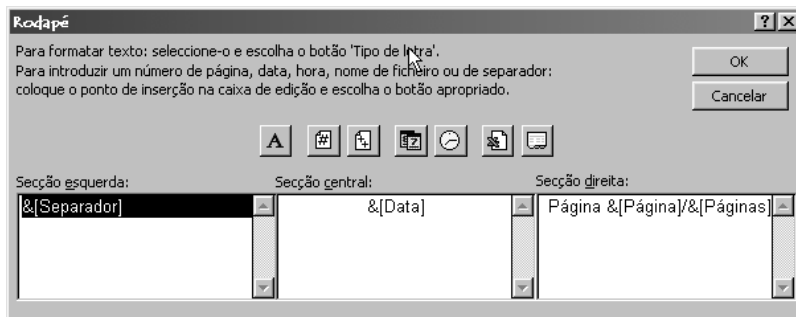 Rodapé
Para formatar texto: seleccione-o e escolha o botão 'Tipo de letra'.
Para introduzir um número de página, data, hora, nome de ficheiro ou de separador:
coloque o ponto de inserção na caixa de edição e escolha o botão apropriado.
OK
Cancelar
A
Secção esquerda:
Secção central:
Secção direita:
&[Separador]
&[Data]
Página &[Página]/&[Páginas]